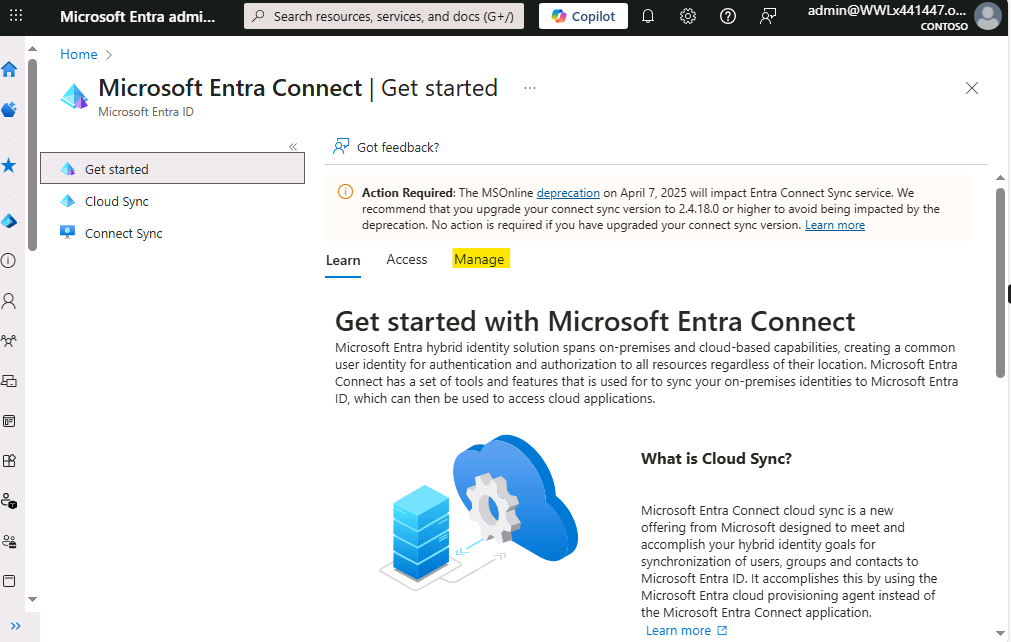 Microsoft Entra admi...
Search resources, services, and docs (G+/)
Copilot
admin@WWLx441447.o...
CONTOSO
Home
Microsoft Entra Connect | Get started
...
Microsoft Entra ID
Get started
Cloud Sync
Connect Sync
Got feedback?
Action Required: The MSOnline deprecation on April 7, 2025 will impact Entra Connect Sync service. We
recommend that you upgrade your connect sync version to 2.4.18.0 or higher to avoid being impacted by the
deprecation. No action is required if you have upgraded your connect sync version. Learn more
Learn Access Manage
Get started with Microsoft Entra Connect
Microsoft Entra hybrid identity solution spans on-premises and cloud-based capabilities, creating a common
user identity for authentication and authorization to all resources regardless of their location. Microsoft Entra
Connect has a set of tools and features that is used for to sync your on-premises identities to Microsoft Entra
ID, which can then be used to access cloud applications.
What is Cloud Sync?
Microsoft Entra Connect cloud sync is a new
offering from Microsoft designed to meet and
accomplish your hybrid identity goals for
synchronization of users, groups and contacts to
Microsoft Entra ID. It accomplishes this by using the
Microsoft Entra cloud provisioning agent instead of
the Microsoft Entra Connect application.
Learn more